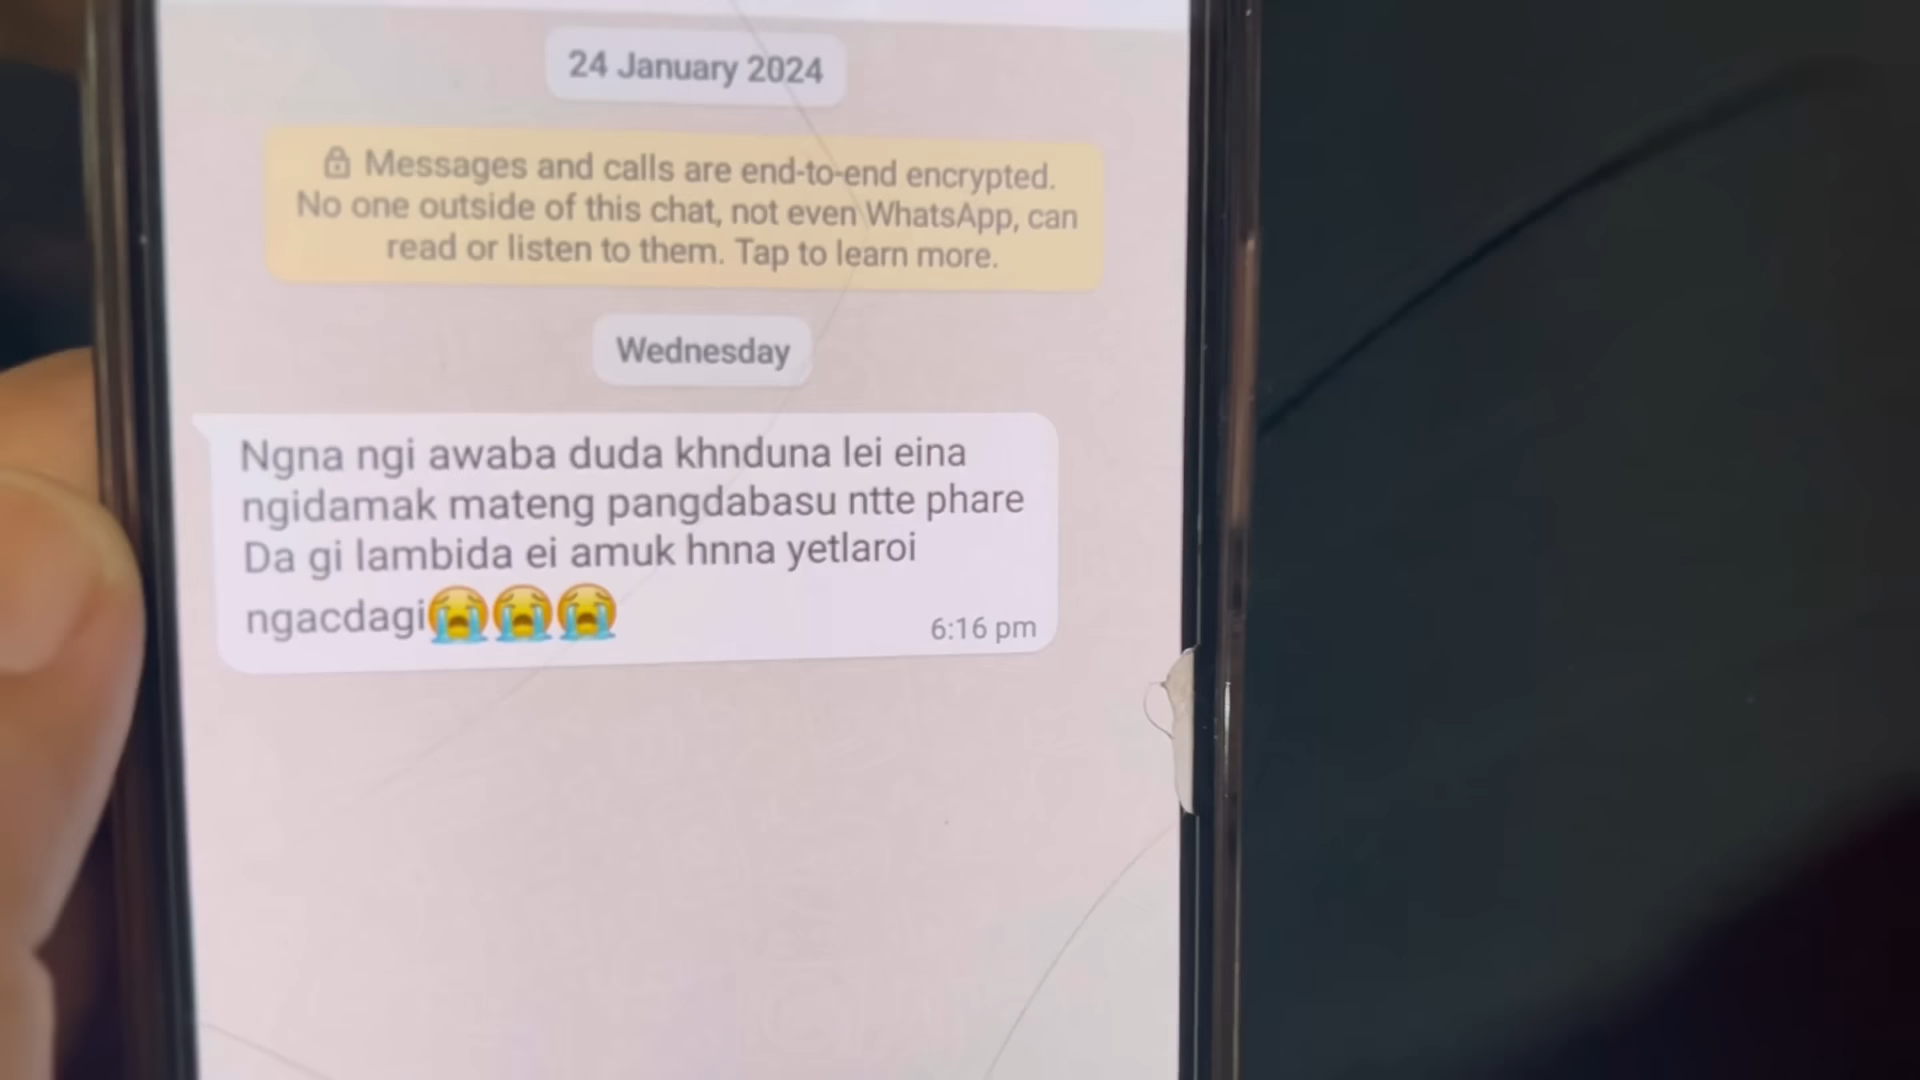 24 January 2024
🔒 Messages and calls are end-to-end encrypted.
No one outside of this chat, not even WhatsApp, can
read or listen to them. Tap to learn more.
Wednesday
Ngna ngi awaba duda khnduna lei eina
ngidamak mateng pangdabasu ntte phare
Da gi lambida ei amuk hnna yetlaroi
ngacdagi😭😭😭
6:16 pm